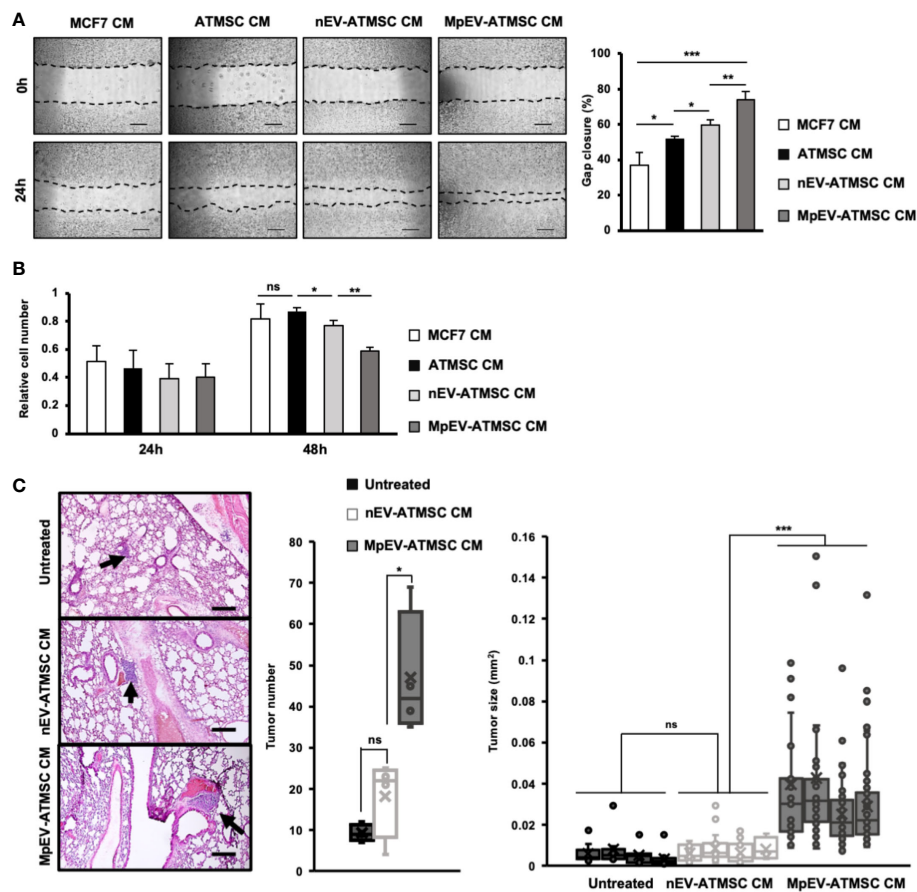 A
MCF7 CM
ATMSC CM
nEV-ATMSC CM
MpEV-ATMSC CM
0h
24h
Gap closure (%)
100
80
60
40
20
0
***
*
*
**
MCF7 CM
ATMSC CM
nEV-ATMSC CM
MpEV-ATMSC CM
B
Relative cell number
1
0.8
0.6
0.4
0.2
0
ns
*
**
24h
48h
MCF7 CM
ATMSC CM
nEV-ATMSC CM
MpEV-ATMSC CM
C
Untreated
nEV-ATMSC CM
MpEV-ATMSC CM
Untreated
nEV-ATMSC CM
MpEV-ATMSC CM
Tumor number
80
70
60
50
40
30
20
10
0
ns
*
Tumor size (mm²)
0.16
0.14
0.12
0.1
0.08
0.06
0.04
0.02
0
ns
***
Untreated
nEV-ATMSC CM
MpEV-ATMSC CM